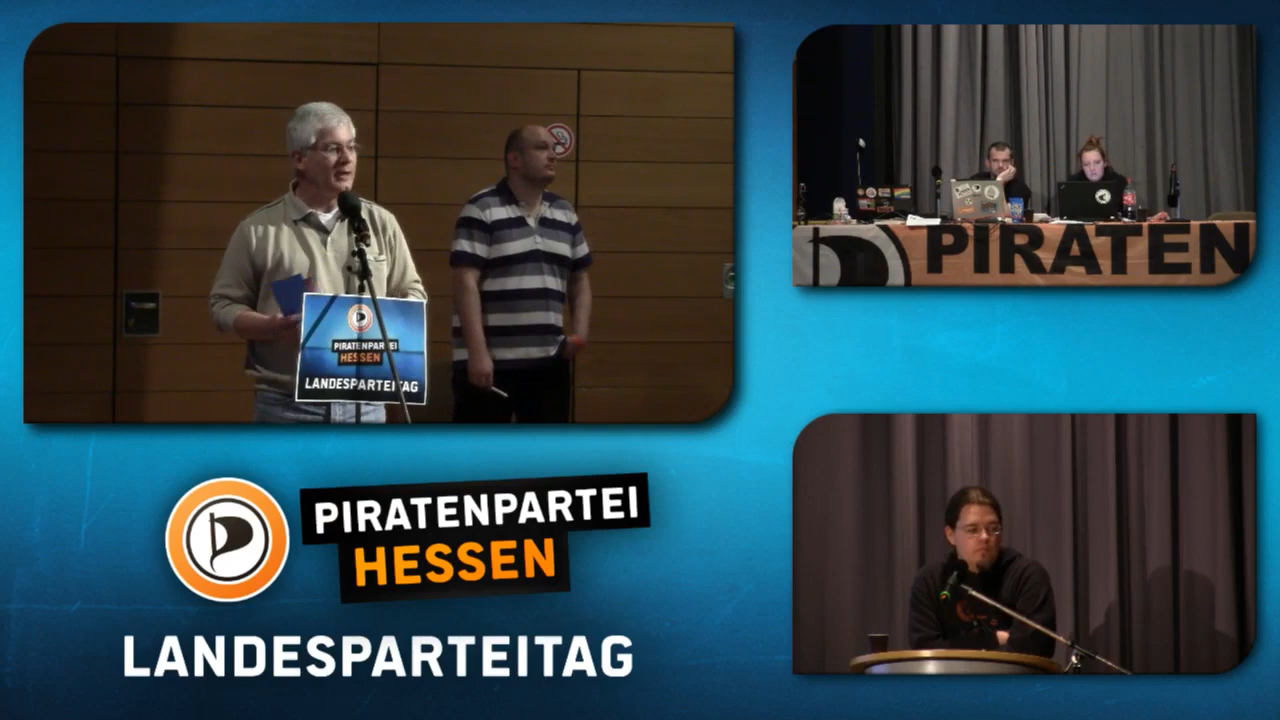 PIRATENPARTEI
HESSEN
LANDESPARTEITAG
PIRATEN
PIRATENPARTEI
HESSEN
LANDESPARTEITAG